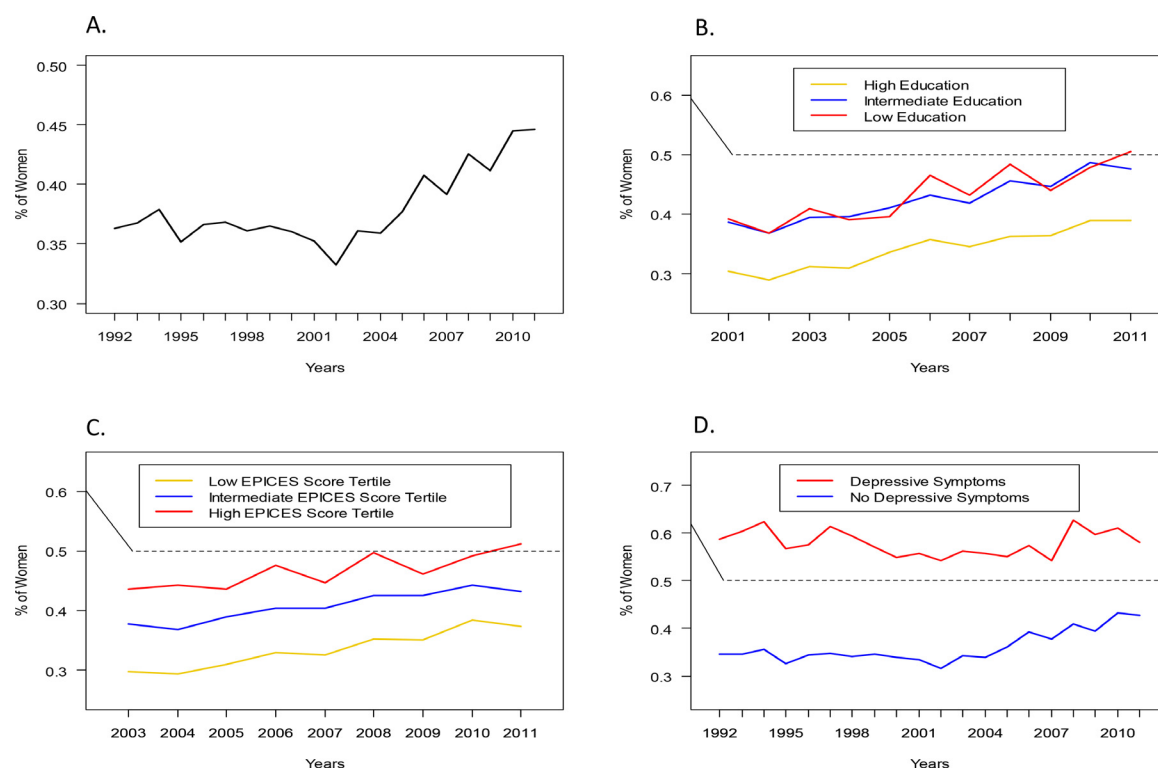 A.
0.50
0.45
0.40
0.35
0.30
% of Women
1992 1995 1998 2001 2004 2007 2010
Years
B.
High Education
Intermediate Education
Low Education
0.6
0.5
0.4
0.3
% of Women
2001 2003 2005 2007 2009 2011
Years
C.
Low EPICES Score Tertile
Intermediate EPICES Score Tertile
High EPICES Score Tertile
0.6
0.5
0.4
0.3
% of Women
2003 2004 2005 2006 2007 2008 2009 2010 2011
Years
D.
Depressive Symptoms
No Depressive Symptoms
0.7
0.6
0.5
0.4
0.3
% of Women
1992 1995 1998 2001 2004 2007 2010
Years